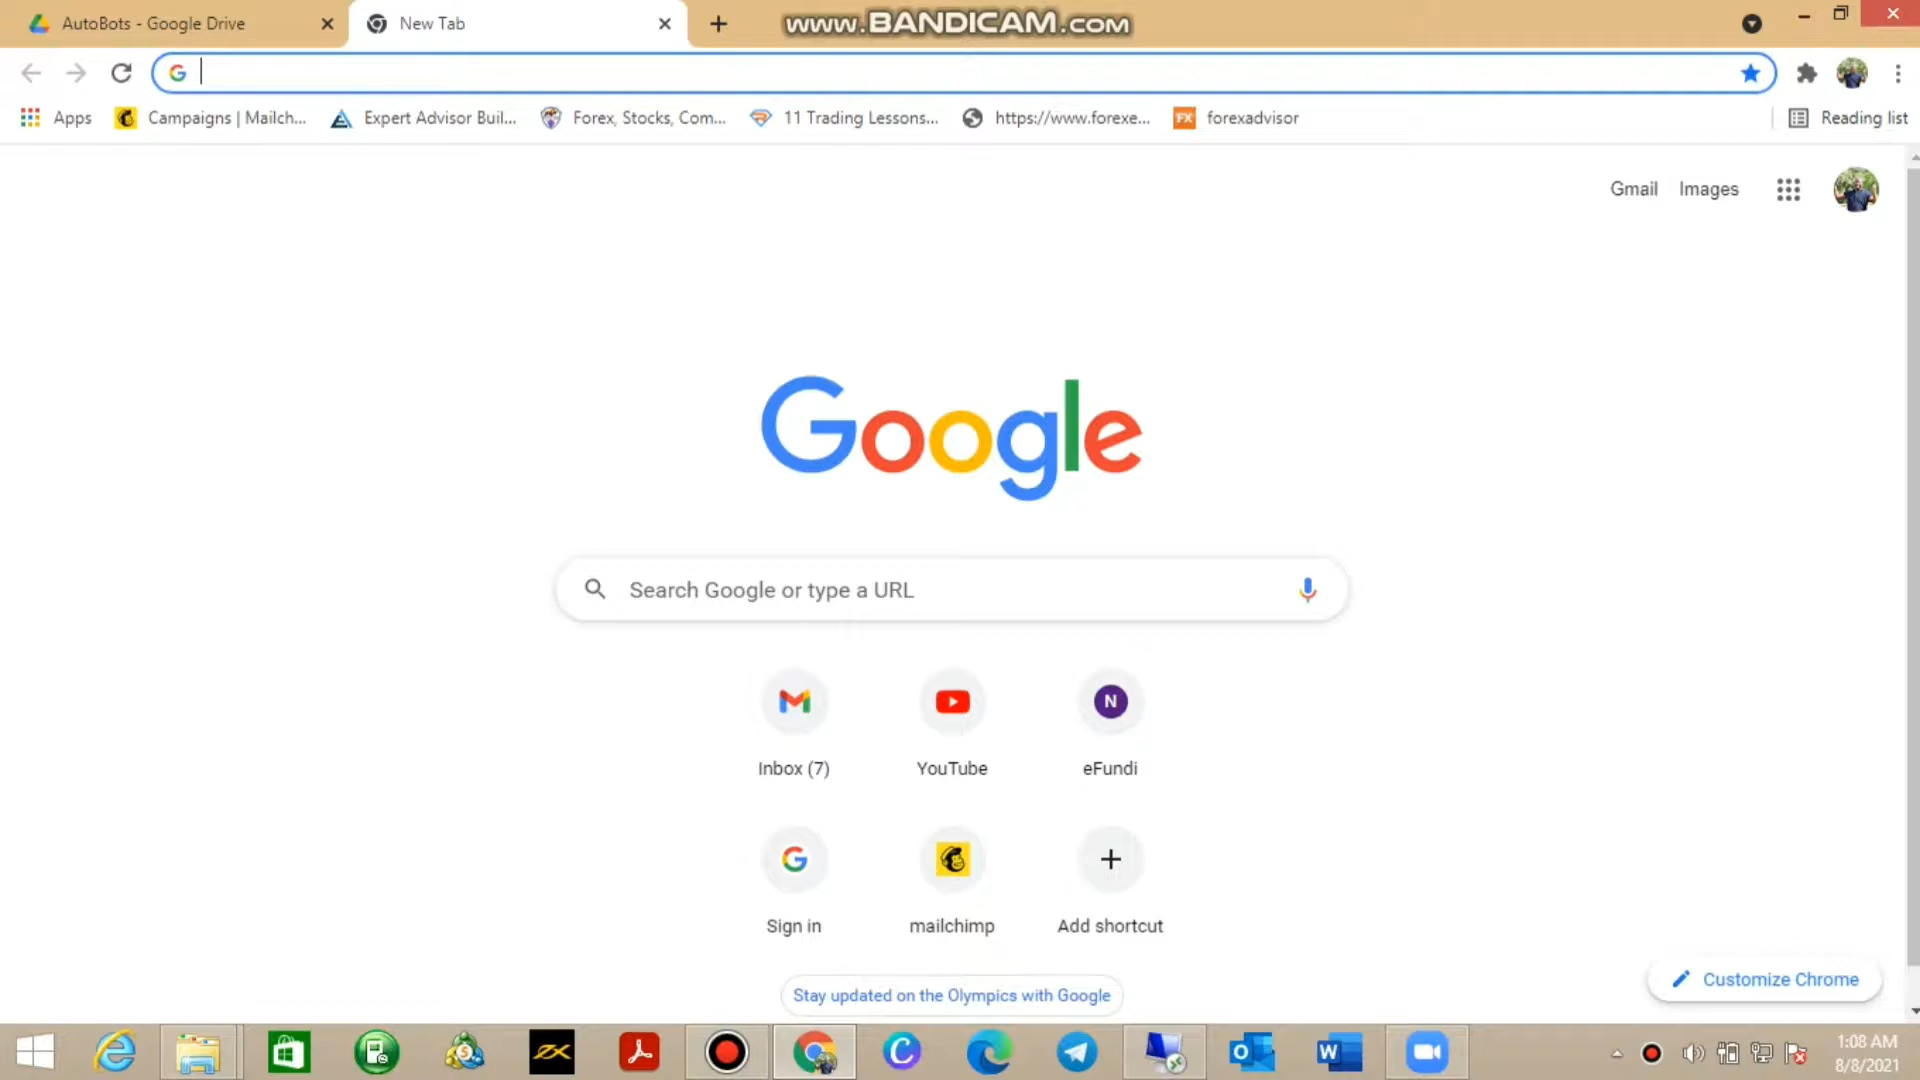 AutoBots - Google Drive
New Tab
www.BANDICAM.com
Apps
Campaigns | Mailch...
Expert Advisor Buil...
Forex, Stocks, Com...
11 Trading Lessons...
https://www.forexe...
FX
forexadvisor
Reading list
Gmail
Images
Google
Search Google or type a URL
N
Inbox (7)
YouTube
eFundi
Sign in
mailchimp
Add shortcut
Customize Chrome
Stay updated on the Olympics with Google
1:08 AM
8/8/2021